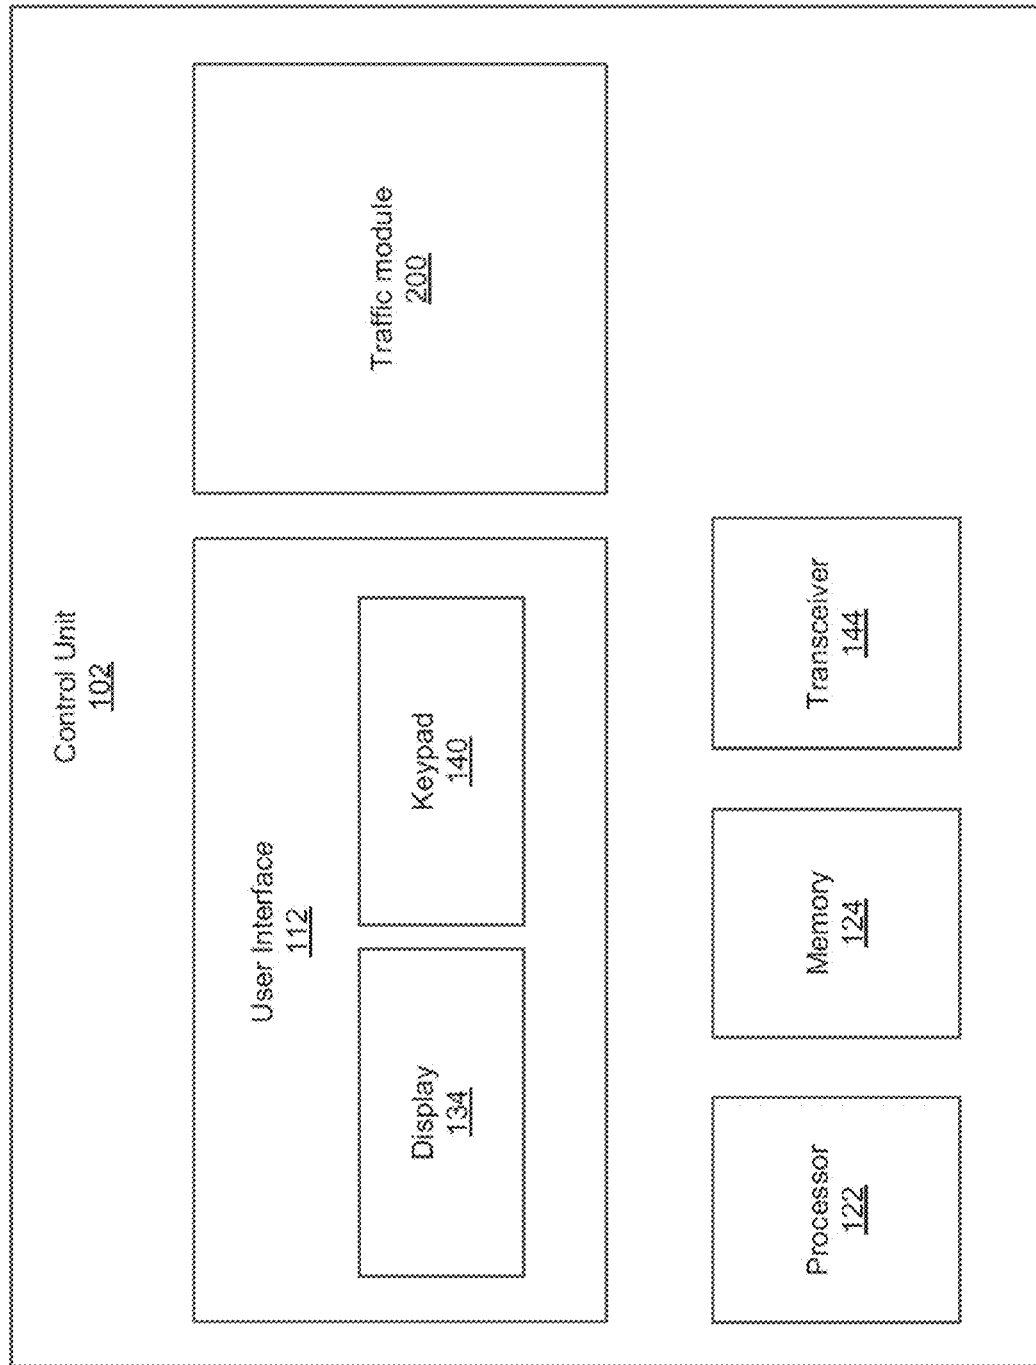 Control Unit
102
User Interface
112
Display
134
Keypad
140
Traffic module
200
Processor
122
Memory
124
Transceiver
144